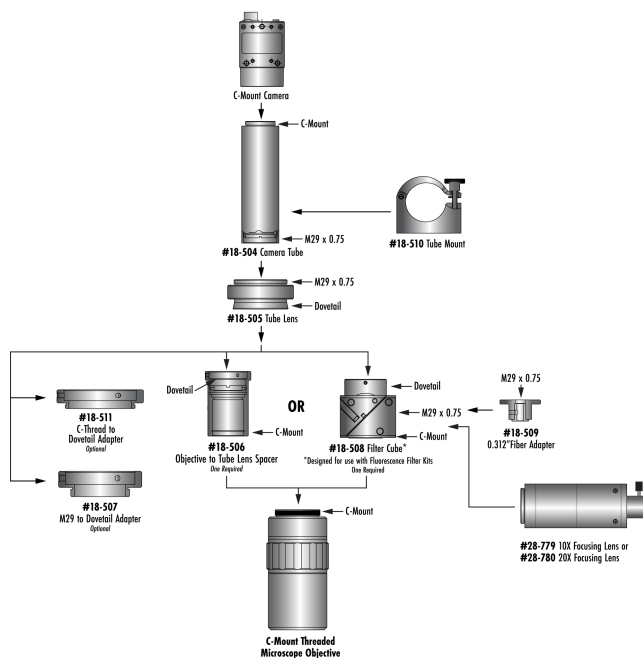 C-Mount Camera
C-Mount
M29 x 0.75
#18-504 Camera Tube
#18-510 Tube Mount
M29 x 0.75
Dovetail
#18-505 Tube Lens
#18-511
C-Thread to
Dovetail Adapter
Optional
#18-507
M29 to Dovetail Adapter
Optional
Dovetail
C-Mount
#18-506
Objective to Tube Lens Spacer
One Required
OR
Dovetail
M29 x 0.75
C-Mount
#18-508 Filter Cube*
*Designed for use with Fluorescence Filter Kits
One Required
M29 x 0.75
#18-509
0.312"Fiber Adapter
#28-779 10X Focusing Lens or
#28-780 20X Focusing Lens
C-Mount
C-Mount Threaded
Microscope Objective